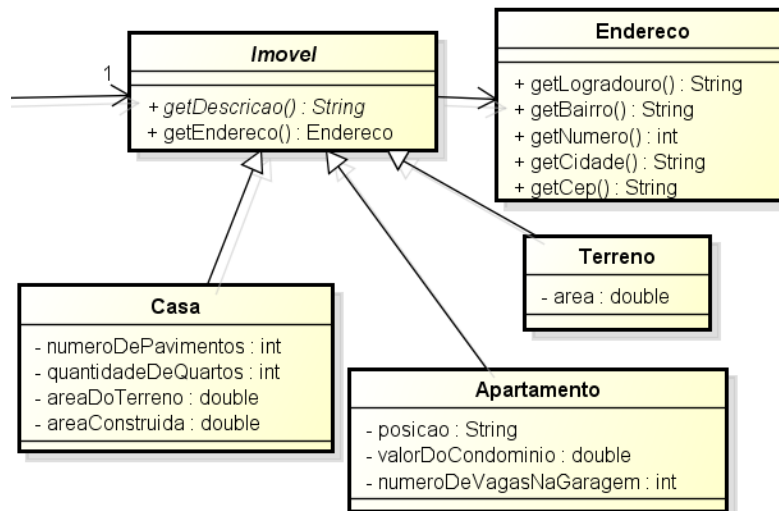 1
Imovel
+ getDescricao() : String
+ getEndereco() : Endereco
Endereco
+ getLogradouro() : String
+ getBairro() : String
+ getNumero() : int
+ getCidade() : String
+ getCep() : String
Terreno
- area : double
Casa
- numeroDePavimentos : int
- quantidadeDeQuartos : int
- areaDoTerreno : double
- areaConstruida : double
Apartamento
- posicao : String
- valorDoCondominio : double
- numeroDeVagasNaGaragem : int